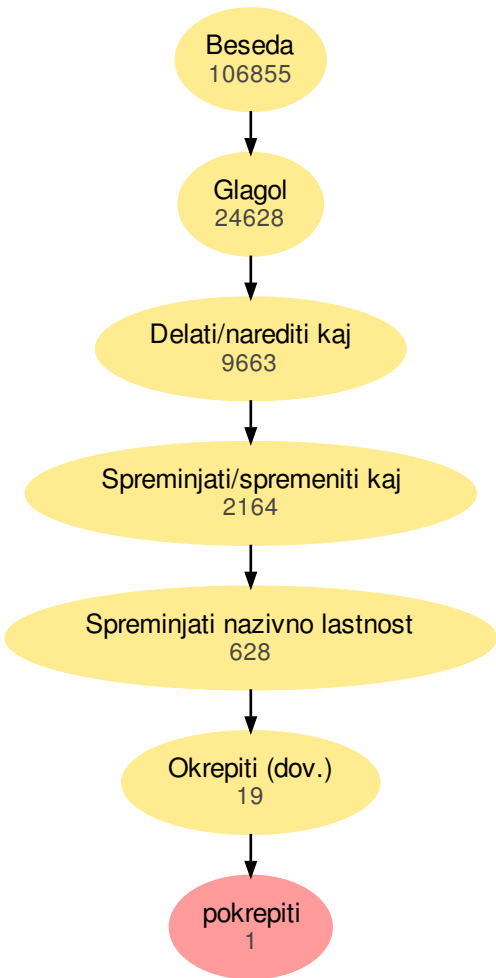 Beseda
106855
Glagol
24628
Delati/narediti kaj
9663
Spreminjati/spremeniti kaj
2164
Spreminjati nazivno lastnost
628
Okrepiti (dov.)
19
pokrepiti
1